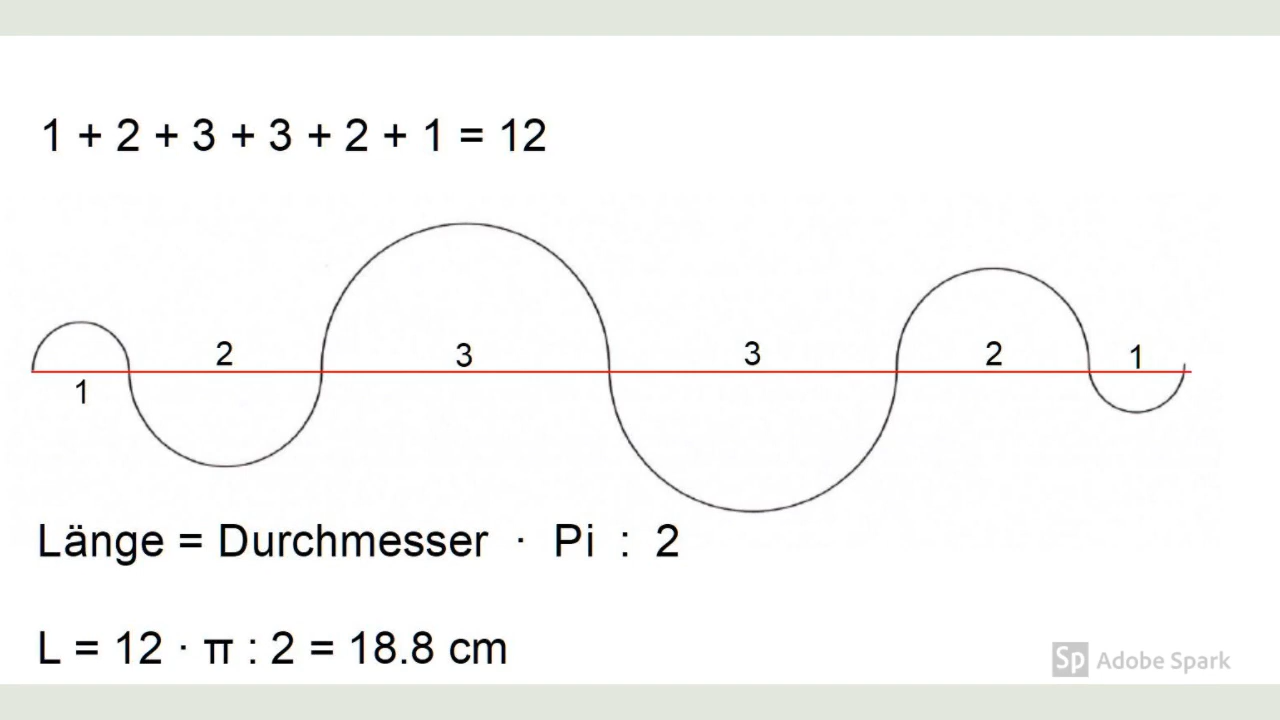 1 + 2 + 3 + 3 + 2 + 1 = 12
1 2 3 3 2 1
Länge = Durchmesser · Pi : 2
L = 12 · π : 2 = 18.8 cm
Sp Adobe Spark